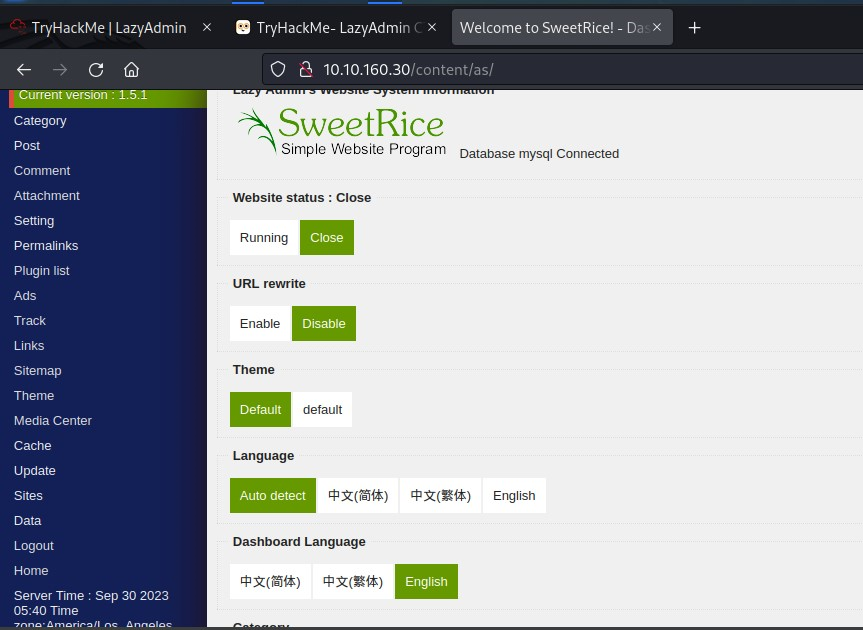 TryHackMe | LazyAdmin
TryHackMe- LazyAdmin C
Welcome to SweetRice! - Das
10.10.160.30/content/as/
Current version : 1.5.1
Category
Post
Comment
Attachment
Setting
Permalinks
Plugin list
Ads
Track
Links
Sitemap
Theme
Media Center
Cache
Update
Sites
Data
Logout
Home
Server Time : Sep 30 2023
05:40 Time
zone:America/Los_Angeles
Lazy Admin's Website System Information
SweetRice
Simple Website Program
Database mysql Connected
Website status : Close
Running Close
URL rewrite
Enable Disable
Theme
Default default
Language
Auto detect 中文(简体) 中文(繁体) English
Dashboard Language
中文(简体) 中文(繁体) English
Category